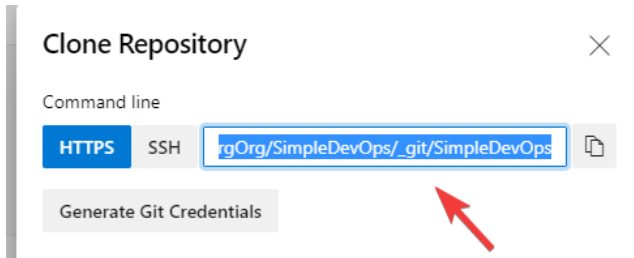 Clone Repository
Command line
HTTPS SSH rgOrg/SimpleDevOps/_git/SimpleDevOps
Generate Git Credentials